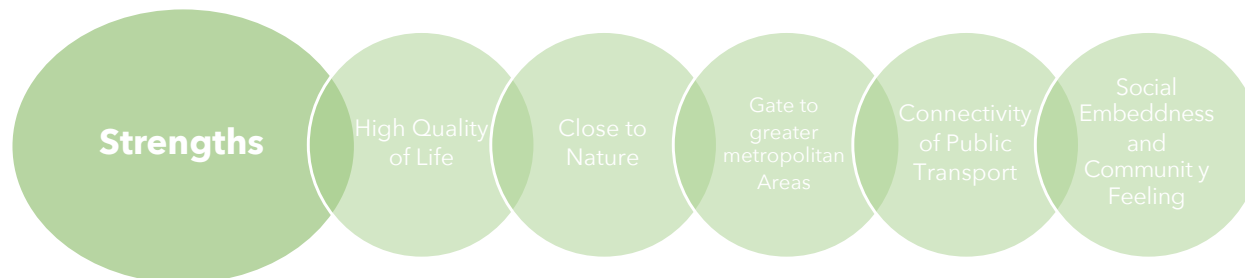 Strengths
High Quality
of Life
Close to
Nature
Gate to
greater
metropolitan
Areas
Connectivity
of Public
Transport
Social
Embeddness
and
Communit y
Feeling